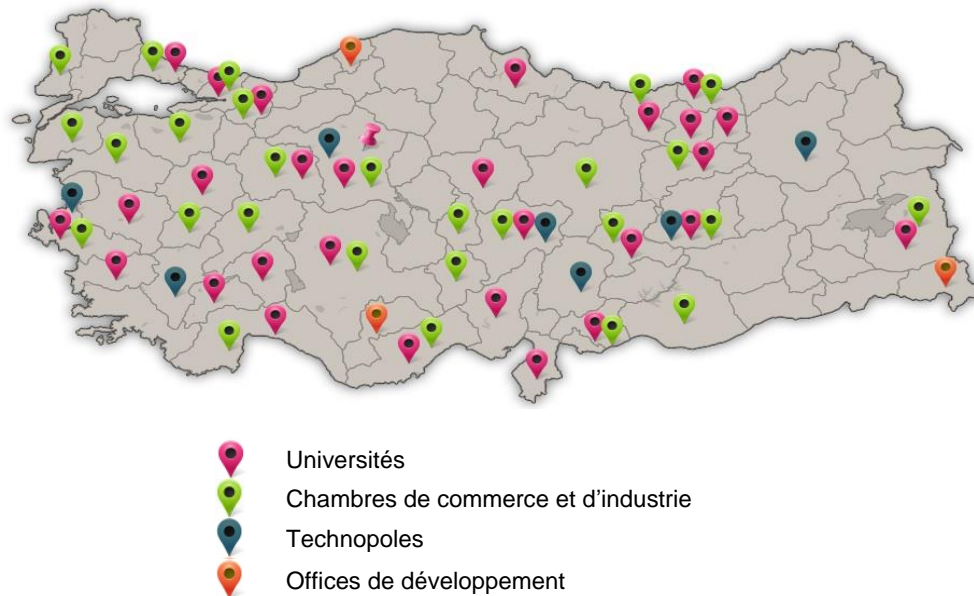 Universités
Chambres de commerce et d'industrie
Technopoles
Offices de développement